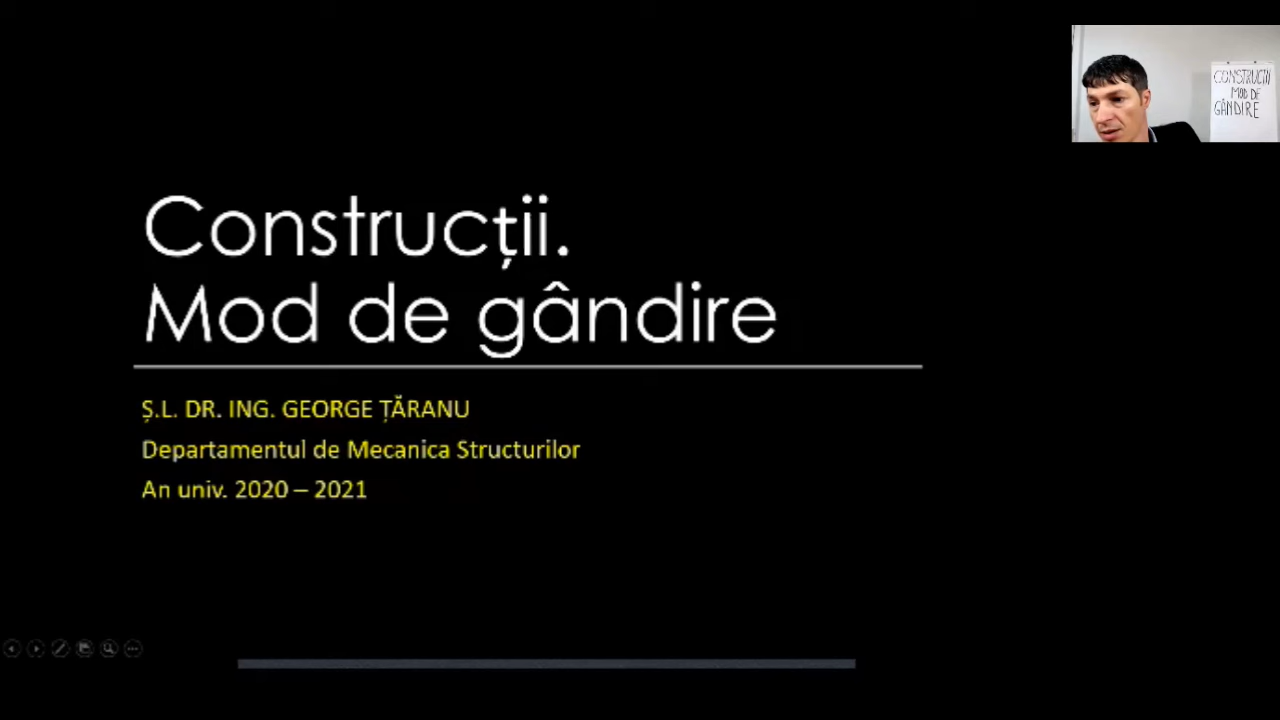 Construcții.
Mod de gândire
Ș.L. DR. ING. GEORGE ȚĂRANU
Departamentul de Mecanica Structurilor
An univ. 2020 – 2021
CONSTRUCȚII
MOD DE
GÂNDIRE